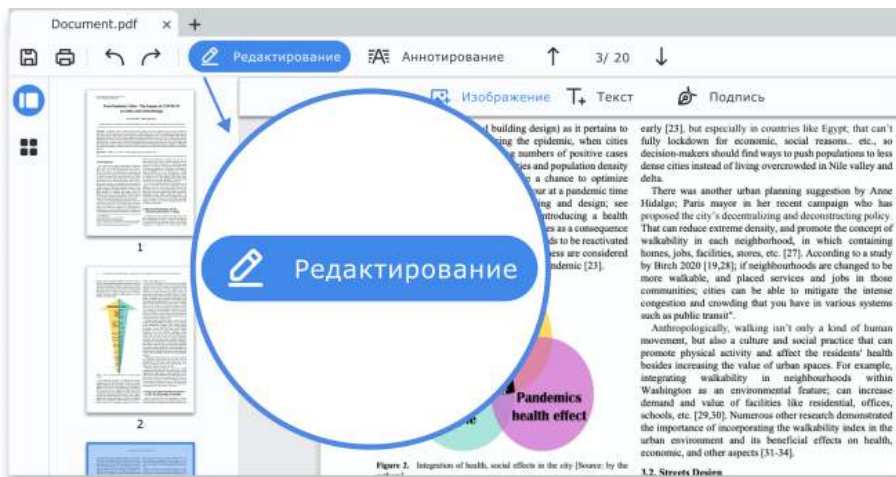 Document.pdf × +
Редактирование Аннотирование 3/ 20
Изображение Текст Подпись
1
2
Редактирование
l building design) as it pertains to
ring the epidemic, when cities
numbers of positive cases
ties and population density
e a chance to optimize
our at a pandemic time
ing and design; see
ntroducing a health
es as a consequence
ds to be reactivated
ness are considered
ndemic [23].
Pandemics
health effect
Figure 2. Integration of health, social effects in the city [Source: by the
early [23], but especially in countries like Egypt; that can't
fully lockdown for economic, social reasons.. etc., so
decision-makers should find ways to push populations to less
dense cities instead of living overcrowded in Nile valley and
delta.
There was another urban planning suggestion by Anne
Hidalgo; Paris mayor in her recent campaign who has
proposed the city's decentralizing and deconstructing policy.
That can reduce extreme density, and promote the concept of
walkability in each neighborhood, in which containing
homes, jobs, facilities, stores, etc. [27]. According to a study
by Birch 2020 [19,28]; if neighbourhoods are changed to be
more walkable, and placed services and jobs in those
communities; cities can be able to mitigate the intense
congestion and crowding that you have in various systems
such as public transit".
Anthropologically, walking isn't only a kind of human
movement, but also a culture and social practice that can
promote physical activity and affect the residents' health
besides increasing the value of urban spaces. For example,
integrating walkability in neighbourhoods within
Washington as an environmental feature; can increase
demand and value of facilities like residential, offices,
schools, etc. [29,30]. Numerous other research demonstrated
the importance of incorporating the walkability index in the
urban environment and its beneficial effects on health,
economic, and other aspects [31-34].
3.2. Streets Design